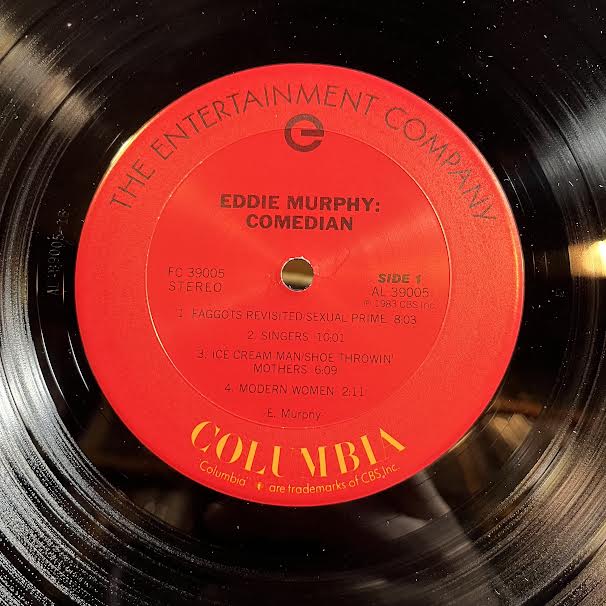 THE ENTERTAINMENT COMPANY
e
EDDIE MURPHY:
COMEDIAN
FC 39005
STEREO
SIDE 1
AL 39005
℗ 1983 CBS Inc.
1. FAGGOTS REVISITED/SEXUAL PRIME 8:03
2. SINGERS 10:01
3. ICE CREAM MAN/SHOE THROWIN'
MOTHERS 6:09
4. MODERN WOMEN 2:11
E. Murphy
COLUMBIA
Columbia are trademarks of CBS, Inc.